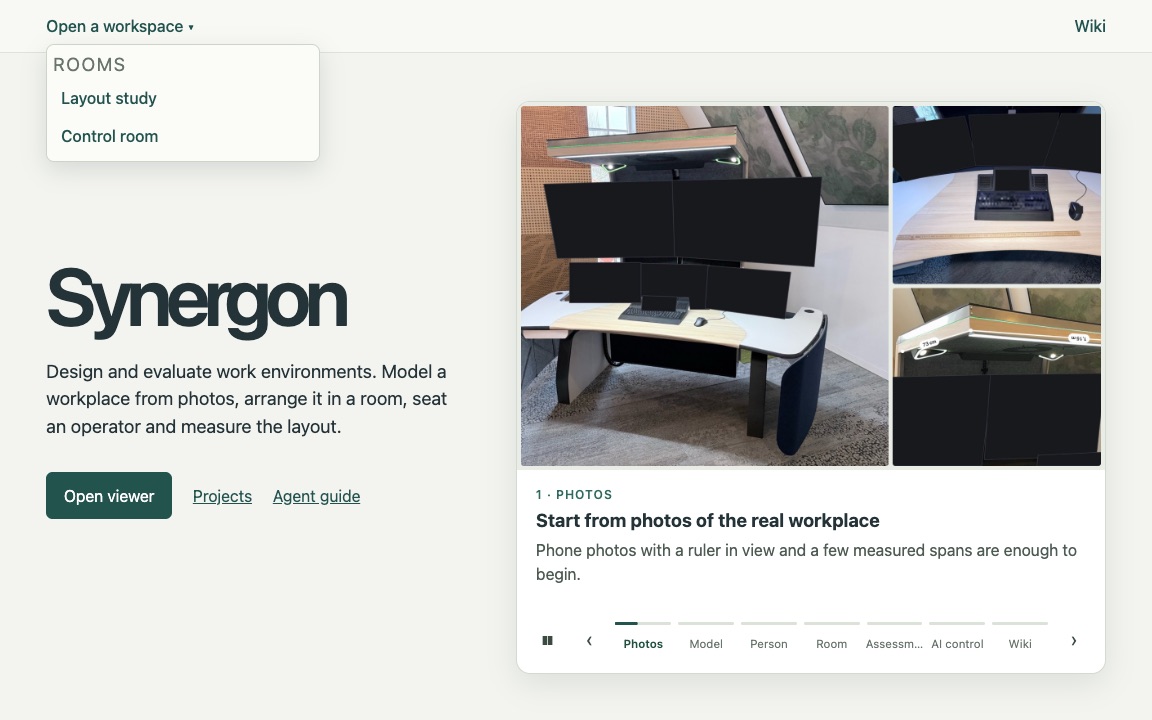 Open a workspace ▾
Wiki
ROOMS
Layout study
Control room
Synergon
Design and evaluate work environments. Model a
workplace from photos, arrange it in a room, seat
an operator and measure the layout.
Open viewer
Projects
Agent guide
1 · PHOTOS
Start from photos of the real workplace
Phone photos with a ruler in view and a few measured spans are enough to
begin.
Photos
Model
Person
Room
Assessm...
AI control
Wiki